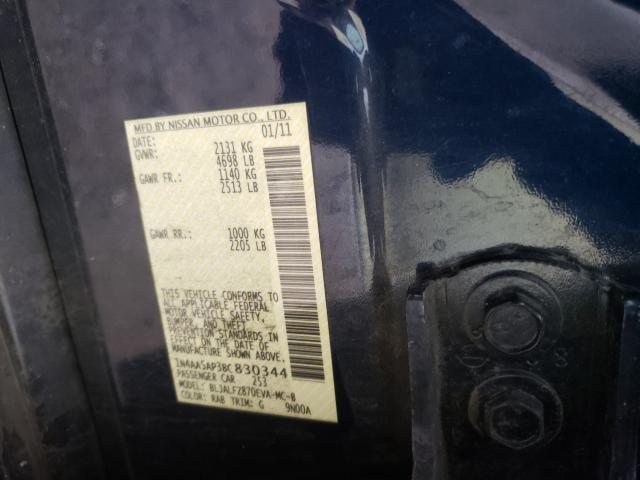 MFD BY NISSAN MOTOR CO., LTD.
DATE: 01/11
GVWR: 2131 KG
4698 LB
GAWR FR.: 1140 KG
2513 LB
GAWR RR.: 1000 KG
2205 LB
THIS VEHICLE CONFORMS TO
ALL APPLICABLE FEDERAL
MOTOR VEHICLE SAFETY,
BUMPER, AND THEFT
PREVENTION STANDARDS IN
EFFECT ON THE DATE OF
MANUFACTURE SHOWN ABOVE.
1N4AA5AP3BC830344
PASSENGER CAR 253
MODEL: BLJALFZ870EVA-MC-B
COLOR: RAB TRIM: G 9N00A